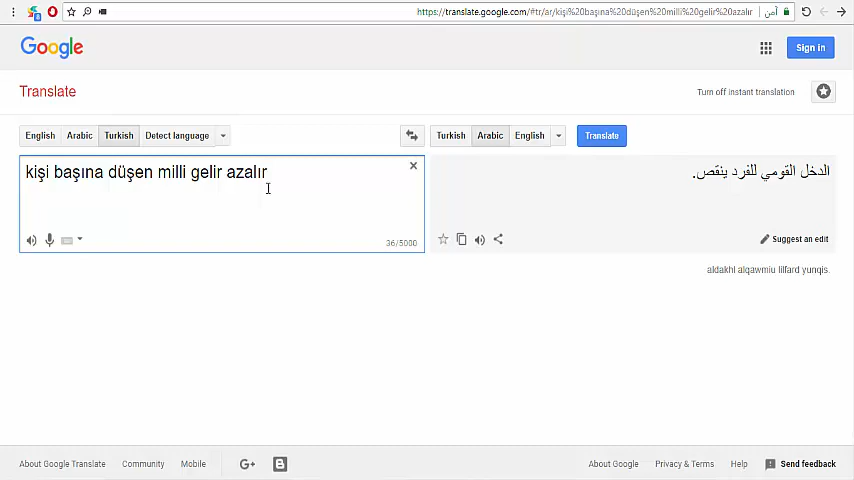 https://translate.google.com/#tr/ar/kişi%20başına%20düşen%20milli%20gelir%20azalır
آمن
Google
Sign in
Translate
Turn off instant translation
English Arabic Turkish Detect language
Turkish Arabic English
Translate
kişi başına düşen milli gelir azalır
الدخل القومي للفرد ينقص.
36/5000
Suggest an edit
aldakhl alqawmiu lilfard yunqis.
About Google Translate Community Mobile G+ B
About Google Privacy & Terms Help Send feedback